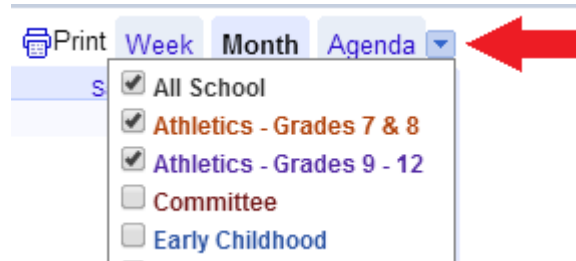 Print Week Month Agenda
S
All School
Athletics - Grades 7 & 8
Athletics - Grades 9 - 12
Committee
Early Childhood